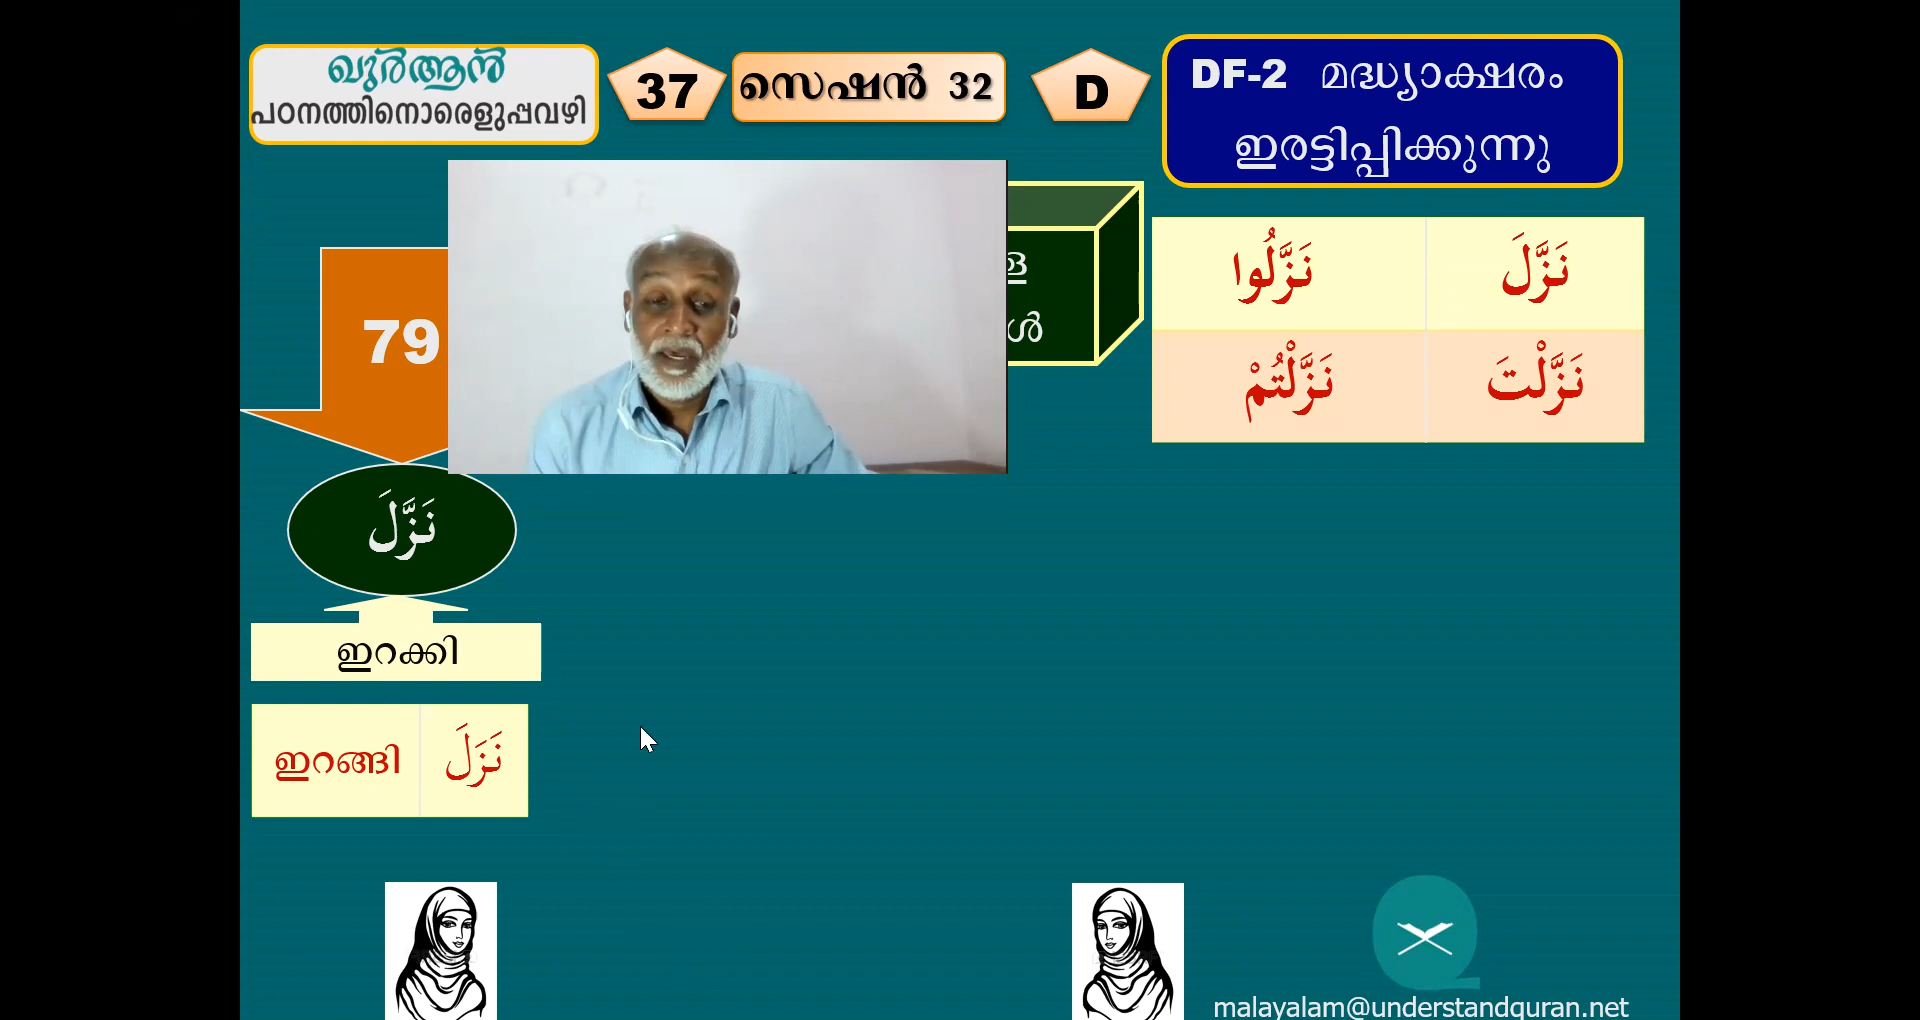 ഖുർആൻ
പഠനത്തിനൊരെളുപ്പവഴി
37
സെഷൻ 32
D
DF-2 മദ്ധ്യാക്ഷരം
ഇരട്ടിപ്പിക്കുന്നു
79
نَزَّلَ نَزَّلُوا
نَزَّلْتَ نَزَّلْتُمْ
نَزَّلَ
ഇറക്കി
ഇറങ്ങി نَزَلَ
malayalam@understandquran.net